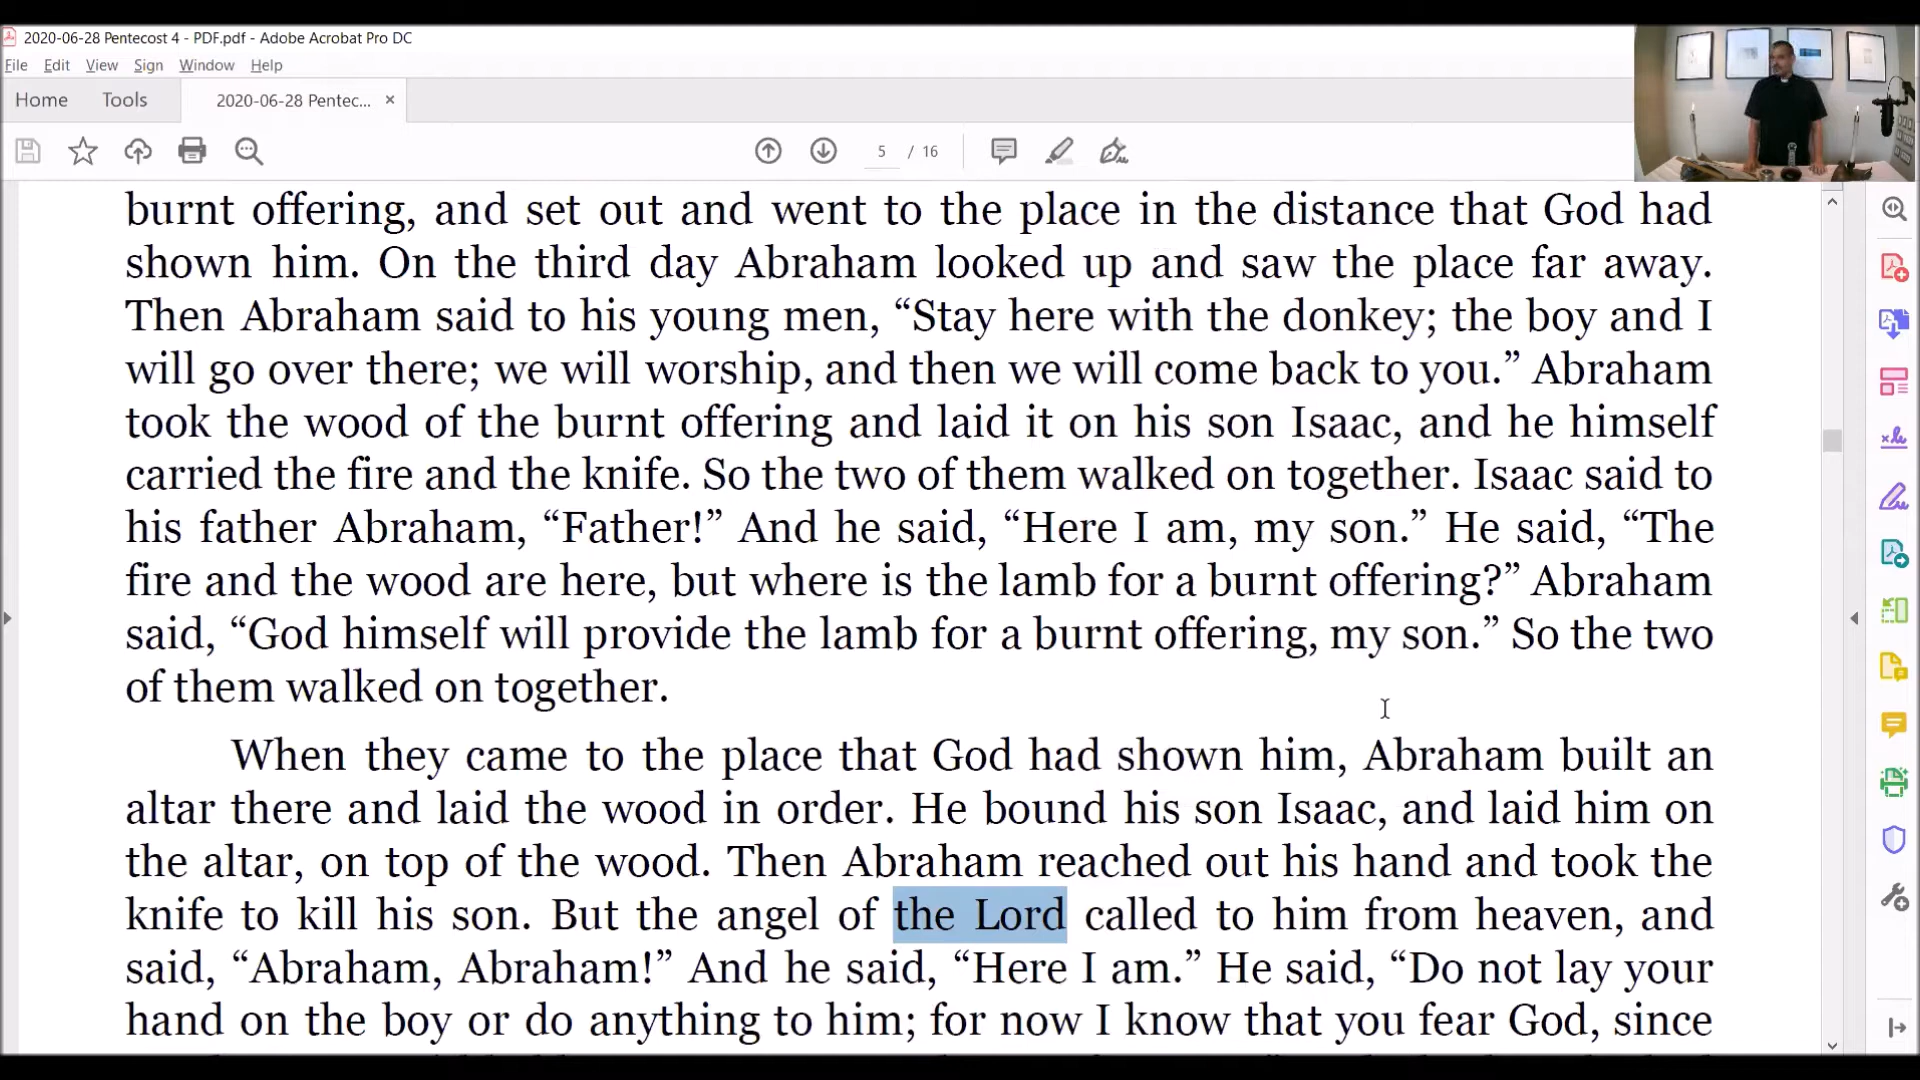 2020-06-28 Pentecost 4 - PDF.pdf - Adobe Acrobat Pro DC
File Edit View Sign Window Help
Home Tools 2020-06-28 Pentec... ×
5 / 16
burnt offering, and set out and went to the place in the distance that God had
shown him. On the third day Abraham looked up and saw the place far away.
Then Abraham said to his young men, “Stay here with the donkey; the boy and I
will go over there; we will worship, and then we will come back to you.” Abraham
took the wood of the burnt offering and laid it on his son Isaac, and he himself
carried the fire and the knife. So the two of them walked on together. Isaac said to
his father Abraham, “Father!” And he said, “Here I am, my son.” He said, “The
fire and the wood are here, but where is the lamb for a burnt offering?” Abraham
said, “God himself will provide the lamb for a burnt offering, my son.” So the two
of them walked on together.
When they came to the place that God had shown him, Abraham built an
altar there and laid the wood in order. He bound his son Isaac, and laid him on
the altar, on top of the wood. Then Abraham reached out his hand and took the
knife to kill his son. But the angel of the Lord called to him from heaven, and
said, “Abraham, Abraham!” And he said, “Here I am.” He said, “Do not lay your
hand on the boy or do anything to him; for now I know that you fear God, since